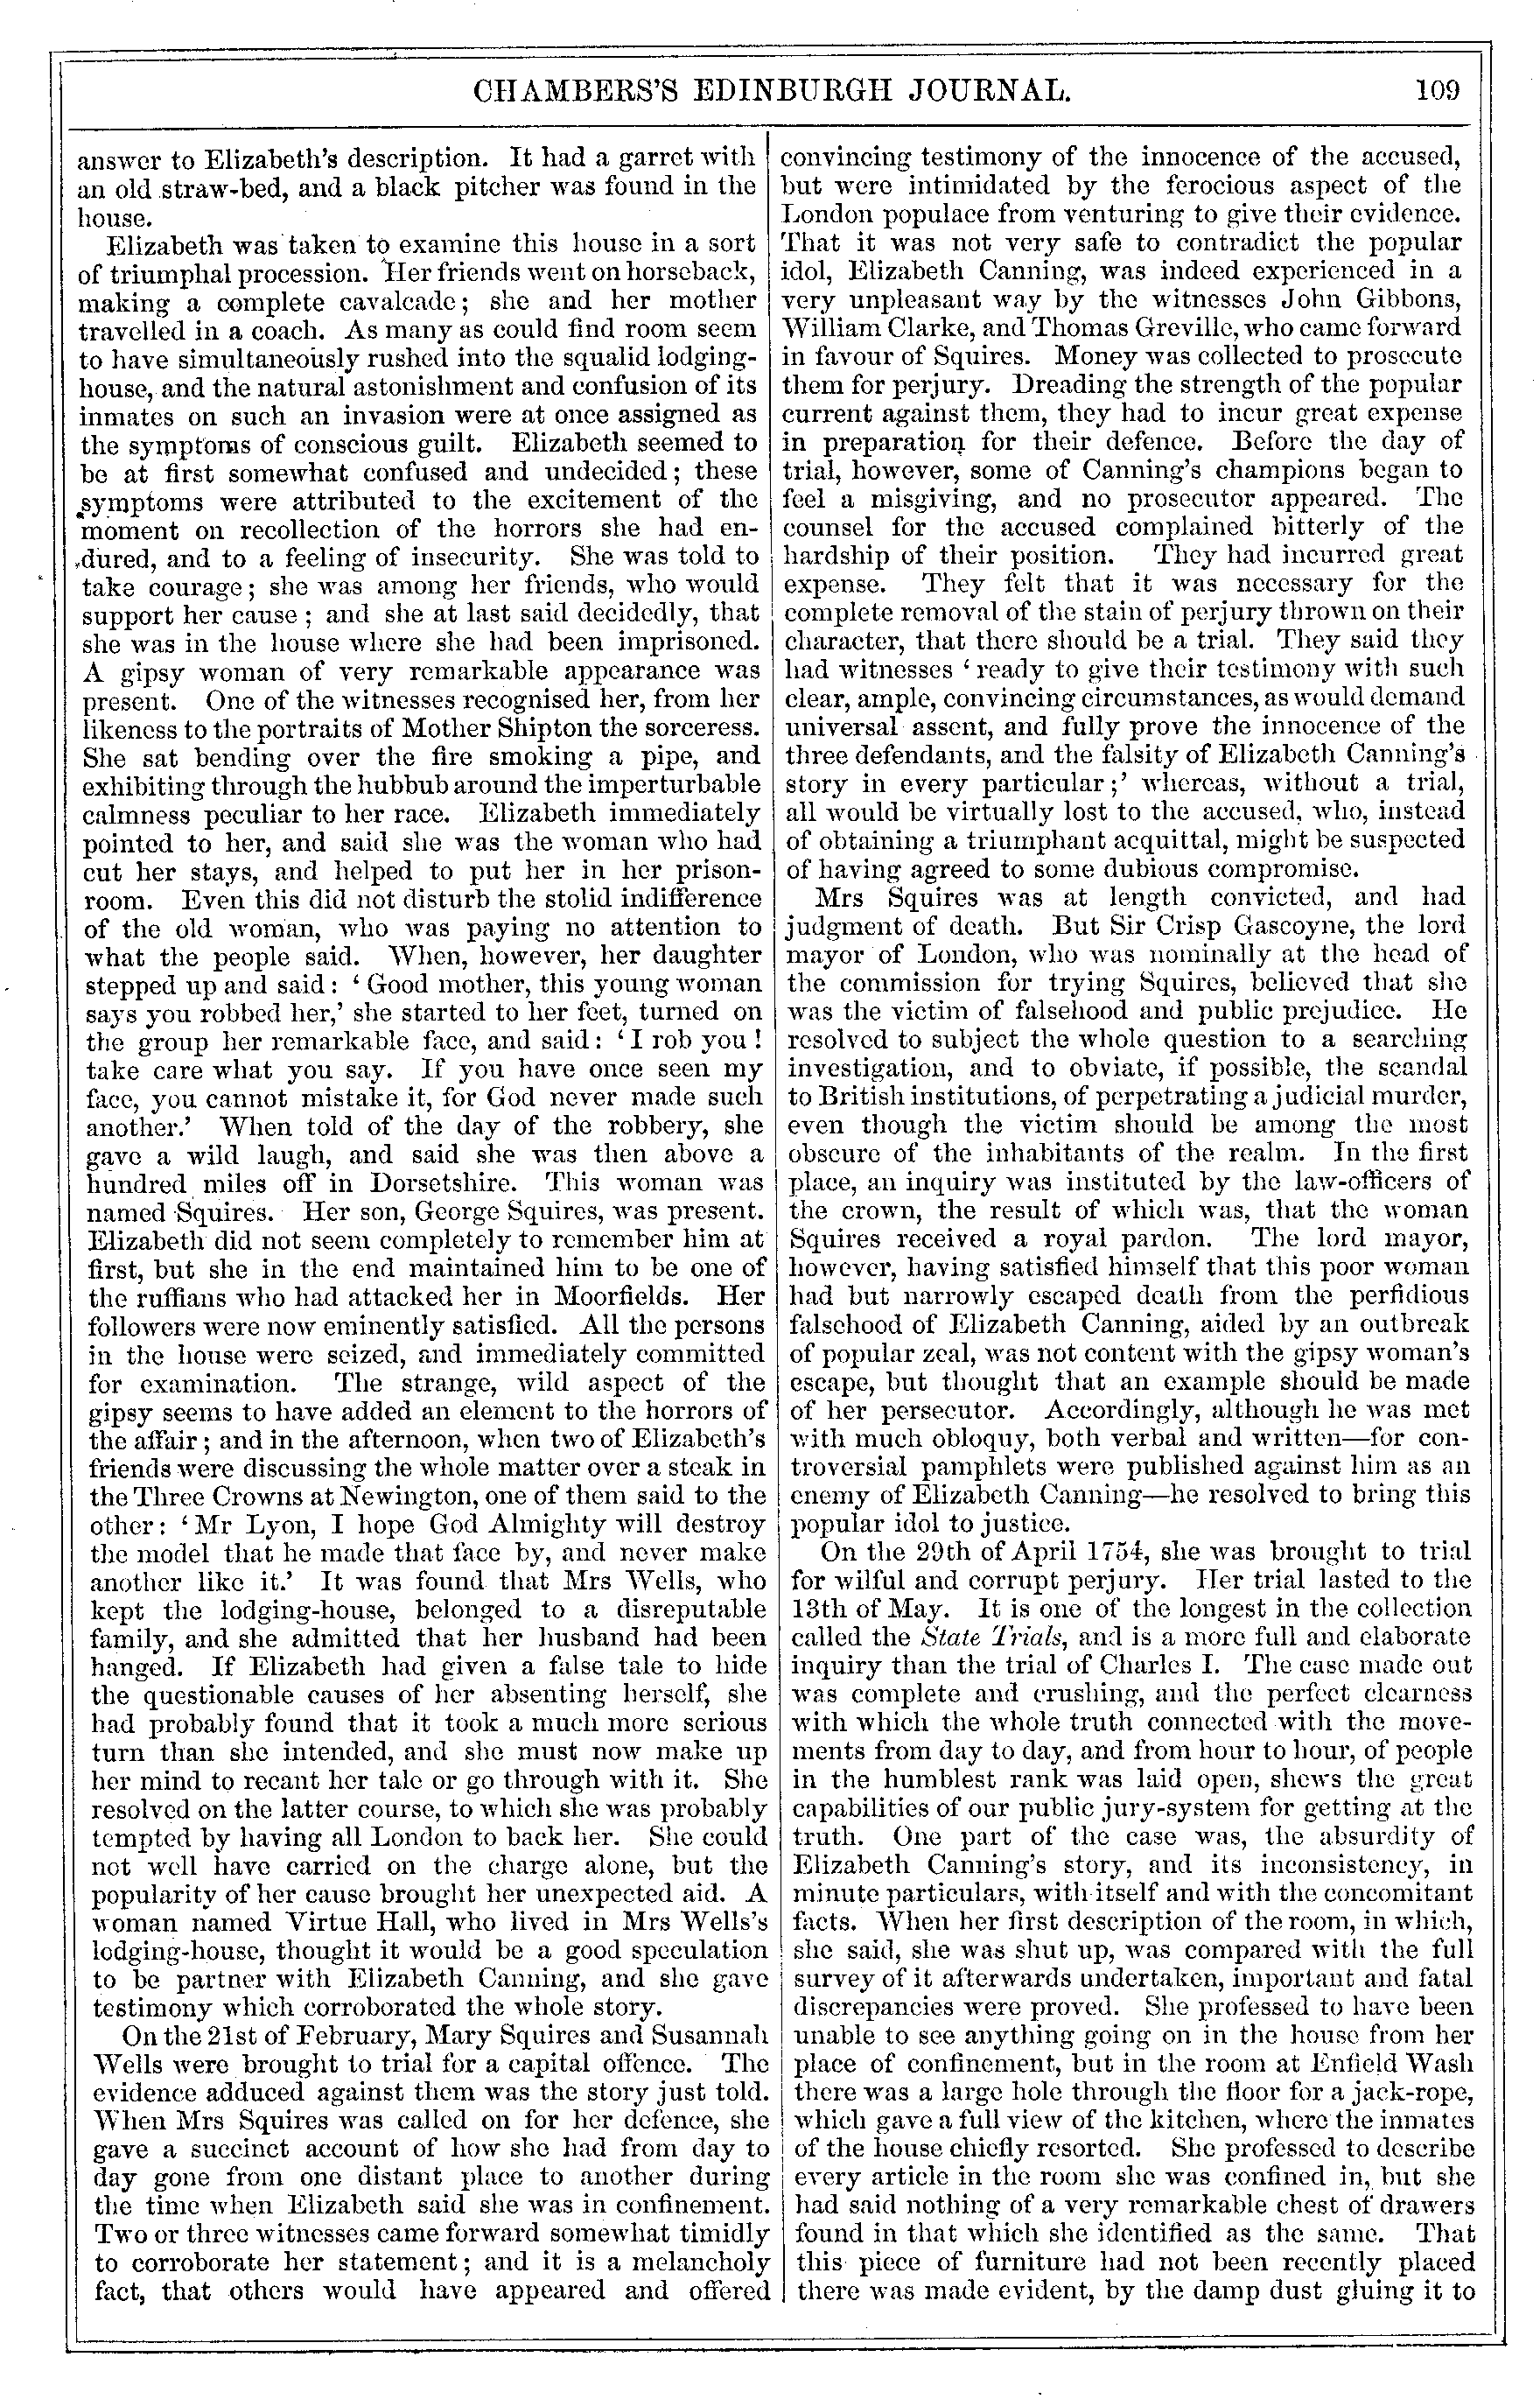 CHAMBERS'S EDINBURGH JOURNAL.
109
answer to Elizabeth's description. It had a garret with
an old straw-bed, and a black pitcher was found in the
house.
Elizabeth was taken to examine this house in a sort
of triumphal procession. Her friends went on horseback,
making a complete cavalcade; she and her mother
travelled in a coach. As many as could find room seem
to have simultaneously rushed into the squalid lodging-
house, and the natural astonishment and confusion of its
inmates on such an invasion were at once assigned as
the symptoms of conscious guilt. Elizabeth seemed to
be at first somewhat confused and undecided; these
symptoms were attributed to the excitement of the
moment on recollection of the horrors she had en-
dured, and to a feeling of insecurity. She was told to
take courage; she was among her friends, who would
support her cause; and she at last said decidedly, that
she was in the house where she had been imprisoned.
A gipsy woman of very remarkable appearance was
present. One of the witnesses recognised her, from her
likeness to the portraits of Mother Shipton the sorceress.
She sat bending over the fire smoking a pipe, and
exhibiting through the hubbub around the imperturbable
calmness peculiar to her race. Elizabeth immediately
pointed to her, and said she was the woman who had
cut her stays, and helped to put her in her prison-
room. Even this did not disturb the stolid indifference
of the old woman, who was paying no attention to
what the people said. When, however, her daughter
stepped up and said: 'Good mother, this young woman
says you robbed her,' she started to her feet, turned on
the group her remarkable face, and said: 'I rob you!
take care what you say. If you have once seen my
face, you cannot mistake it, for God never made such
another.' When told of the day of the robbery, she
gave a wild laugh, and said she was then above a
hundred miles off in Dorsetshire. This woman was
named Squires. Her son, George Squires, was present.
Elizabeth did not seem completely to remember him at
first, but she in the end maintained him to be one of
the ruffians who had attacked her in Moorfields. Her
followers were now eminently satisfied. All the persons
in the house were seized, and immediately committed
for examination. The strange, wild aspect of the
gipsy seems to have added an element to the horrors of
the affair; and in the afternoon, when two of Elizabeth's
friends were discussing the whole matter over a steak in
the Three Crowns at Newington, one of them said to the
other: 'Mr Lyon, I hope God Almighty will destroy
the model that he made that face by, and never make
another like it.' It was found that Mrs Wells, who
kept the lodging-house, belonged to a disreputable
family, and she admitted that her husband had been
hanged. If Elizabeth had given a false tale to hide
the questionable causes of her absenting herself, she
had probably found that it took a much more serious
turn than she intended, and she must now make up
her mind to recant her tale or go through with it. She
resolved on the latter course, to which she was probably
tempted by having all London to back her. She could
not well have carried on the charge alone, but the
popularity of her cause brought her unexpected aid. A
woman named Virtue Hall, who lived in Mrs Wells's
lodging-house, thought it would be a good speculation
to be partner with Elizabeth Canning, and she gave
testimony which corroborated the whole story.
On the 21st of February, Mary Squires and Susannah
Wells were brought to trial for a capital offence. The
evidence adduced against them was the story just told.
When Mrs Squires was called on for her defence, she
gave a succinct account of how she had from day to
day gone from one distant place to another during
the time when Elizabeth said she was in confinement.
Two or three witnesses came forward somewhat timidly
to corroborate her statement; and it is a melancholy
fact, that others would have appeared and offered
convincing testimony of the innocence of the accused,
but were intimidated by the ferocious aspect of the
London populace from venturing to give their evidence.
That it was not very safe to contradict the popular
idol, Elizabeth Canning, was indeed experienced in a
very unpleasant way by the witnesses John Gibbons,
William Clarke, and Thomas Greville, who came forward
in favour of Squires. Money was collected to prosecute
them for perjury. Dreading the strength of the popular
current against them, they had to incur great expense
in preparation for their defence. Before the day of
trial, however, some of Canning's champions began to
feel a misgiving, and no prosecutor appeared. The
counsel for the accused complained bitterly of the
hardship of their position. They had incurred great
expense. They felt that it was necessary for the
complete removal of the stain of perjury thrown on their
character, that there should be a trial. They said they
had witnesses 'ready to give their testimony with such
clear, ample, convincing circumstances, as would demand
universal assent, and fully prove the innocence of the
three defendants, and the falsity of Elizabeth Canning's
story in every particular;' whereas, without a trial,
all would be virtually lost to the accused, who, instead
of obtaining a triumphant acquittal, might be suspected
of having agreed to some dubious compromise.
Mrs Squires was at length convicted, and had
judgment of death. But Sir Crisp Gascoyne, the lord
mayor of London, who was nominally at the head of
the commission for trying Squires, believed that she
was the victim of falsehood and public prejudice. He
resolved to subject the whole question to a searching
investigation, and to obviate, if possible, the scandal
to British institutions, of perpetrating a judicial murder,
even though the victim should be among the most
obscure of the inhabitants of the realm. In the first
place, an inquiry was instituted by the law-officers of
the crown, the result of which was, that the woman
Squires received a royal pardon. The lord mayor,
however, having satisfied himself that this poor woman
had but narrowly escaped death from the perfidious
falsehood of Elizabeth Canning, aided by an outbreak
of popular zeal, was not content with the gipsy woman's
escape, but thought that an example should be made
of her persecutor. Accordingly, although he was met
with much obloquy, both verbal and written—for con-
troversial pamphlets were published against him as an
enemy of Elizabeth Canning—he resolved to bring this
popular idol to justice.
On the 29th of April 1754, she was brought to trial
for wilful and corrupt perjury. Her trial lasted to the
13th of May. It is one of the longest in the collection
called the State Trials, and is a more full and elaborate
inquiry than the trial of Charles I. The case made out
was complete and crushing, and the perfect clearness
with which the whole truth connected with the move-
ments from day to day, and from hour to hour, of people
in the humblest rank was laid open, shews the great
capabilities of our public jury-system for getting at the
truth. One part of the case was, the absurdity of
Elizabeth Canning's story, and its inconsistency, in
minute particulars, with itself and with the concomitant
facts. When her first description of the room, in which,
she said, she was shut up, was compared with the full
survey of it afterwards undertaken, important and fatal
discrepancies were proved. She professed to have been
unable to see anything going on in the house from her
place of confinement, but in the room at Enfield Wash
there was a large hole through the floor for a jack-rope,
which gave a full view of the kitchen, where the inmates
of the house chiefly resorted. She professed to describe
every article in the room she was confined in, but she
had said nothing of a very remarkable chest of drawers
found in that which she identified as the same. That
this piece of furniture had not been recently placed
there was made evident, by the damp dust gluing it to